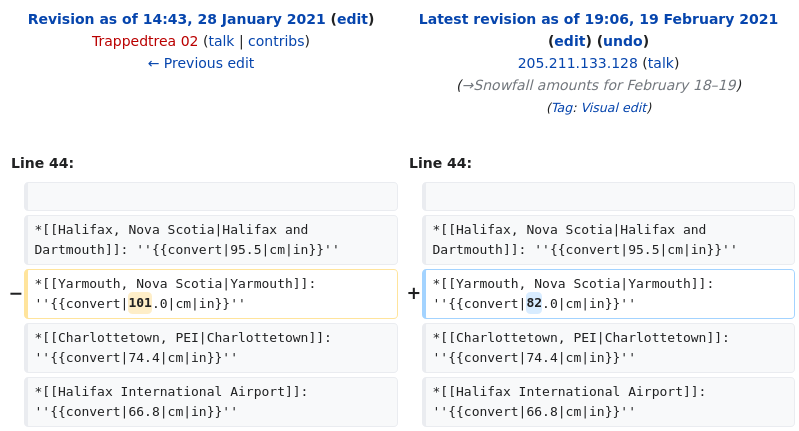 Revision as of 14:43, 28 January 2021 (edit)
Trappedtrea 02 (talk | contribs)
← Previous edit
Latest revision as of 19:06, 19 February 2021
(edit) (undo)
205.211.133.128 (talk)
(→Snowfall amounts for February 18–19)
(Tag: Visual edit)
Line 44:
*[[Halifax, Nova Scotia|Halifax and
Dartmouth]]: ''{{convert|95.5|cm|in}}''
− *[[Yarmouth, Nova Scotia|Yarmouth]]:
''{{convert|101.0|cm|in}}''
*[[Charlottetown, PEI|Charlottetown]]:
''{{convert|74.4|cm|in}}''
*[[Halifax International Airport]]:
''{{convert|66.8|cm|in}}''
Line 44:
*[[Halifax, Nova Scotia|Halifax and
Dartmouth]]: ''{{convert|95.5|cm|in}}''
+ *[[Yarmouth, Nova Scotia|Yarmouth]]:
''{{convert|82.0|cm|in}}''
*[[Charlottetown, PEI|Charlottetown]]:
''{{convert|74.4|cm|in}}''
*[[Halifax International Airport]]:
''{{convert|66.8|cm|in}}''